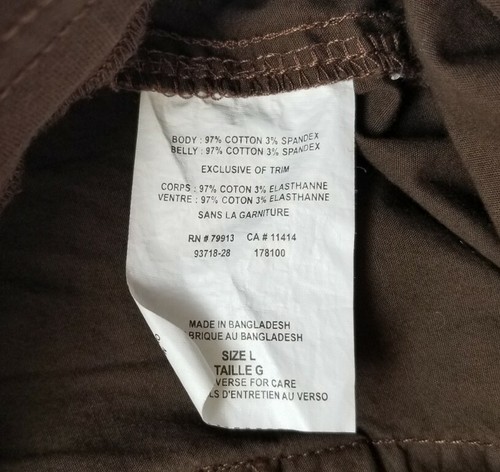 BODY : 97% COTTON 3% SPANDEX
BELLY : 97% COTTON 3% SPANDEX
EXCLUSIVE OF TRIM
CORPS : 97% COTON 3% ELASTHANNE
VENTRE : 97% COTON 3% ELASTHANNE
SANS LA GARNITURE
RN # 79913 CA # 11414
93718-28 178100
MADE IN BANGLADESH
BRIQUE AU BANGLADESH
SIZE L
TAILLE G
VERSE FOR CARE
LS D'ENTRETIEN AU VERSO